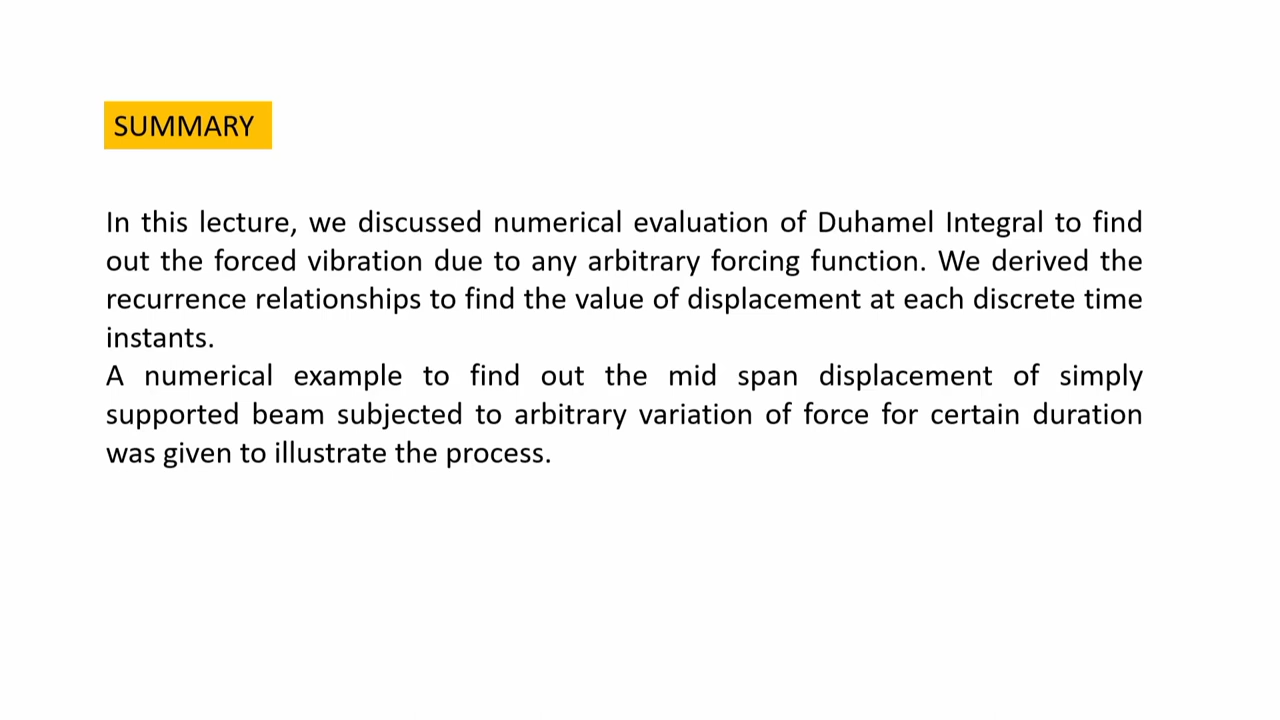 SUMMARY
In this lecture, we discussed numerical evaluation of Duhamel Integral to find
out the forced vibration due to any arbitrary forcing function. We derived the
recurrence relationships to find the value of displacement at each discrete time
instants.
A numerical example to find out the mid span displacement of simply
supported beam subjected to arbitrary variation of force for certain duration
was given to illustrate the process.